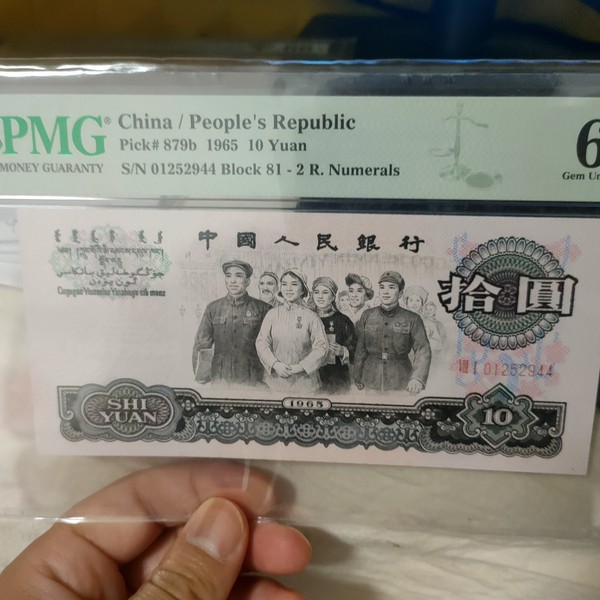 PMG®
MONEY GUARANTY
China / People's Republic
Pick# 879b 1965 10 Yuan
S/N 01252944 Block 81 - 2 R. Numerals
6
Gem Un
中國人民銀行
拾圓
VIII I 01252944
SHI
YUAN
1965
10